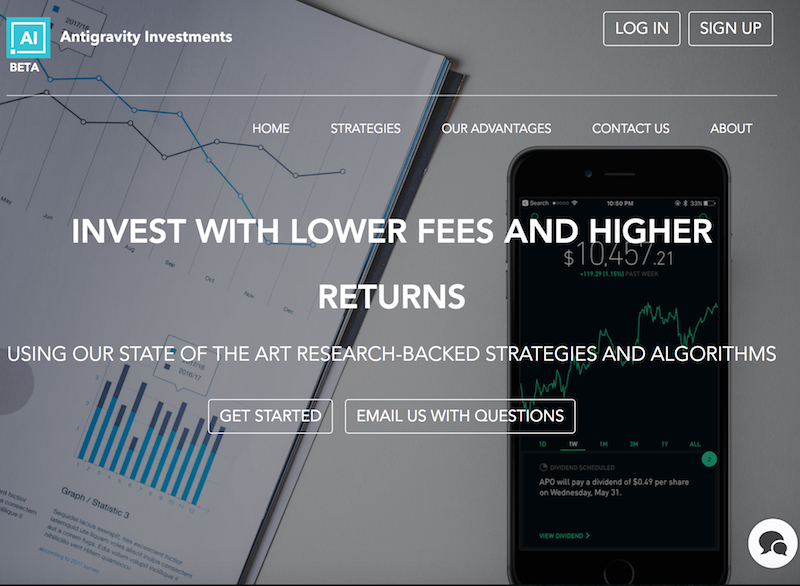 AI
BETA
Antigravity Investments
LOG IN
SIGN UP
HOME
STRATEGIES
OUR ADVANTAGES
CONTACT US
ABOUT
INVEST WITH LOWER FEES AND HIGHER
RETURNS
USING OUR STATE OF THE ART RESEARCH-BACKED STRATEGIES AND ALGORITHMS
GET STARTED
EMAIL US WITH QUESTIONS
2017/18
May
Jun
Aug
Sep
Oct
Nov
Dec
2016/17
Graph / Statistic 3
Search
10:50 PM
33%
$10,457.21
+119.29 (1.15%) PAST WEEK
1D
1W
1M
3M
1Y
ALL
2
DIVIDEND SCHEDULED
APO will pay a dividend of $0.49 per share
on Wednesday, May 31.
VIEW DIVIDEND >